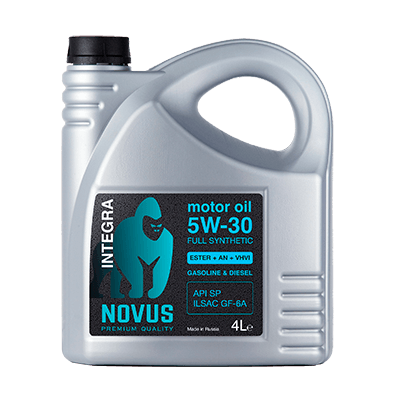 INTEGRA
motor oil
5W-30
FULL SYNTHETIC
ESTER + AN + VHVI
GASOLINE & DIESEL
API SP
ILSAC GF-6A
NOVUS
PREMIUM QUALITY
Made in Russia
4L℮